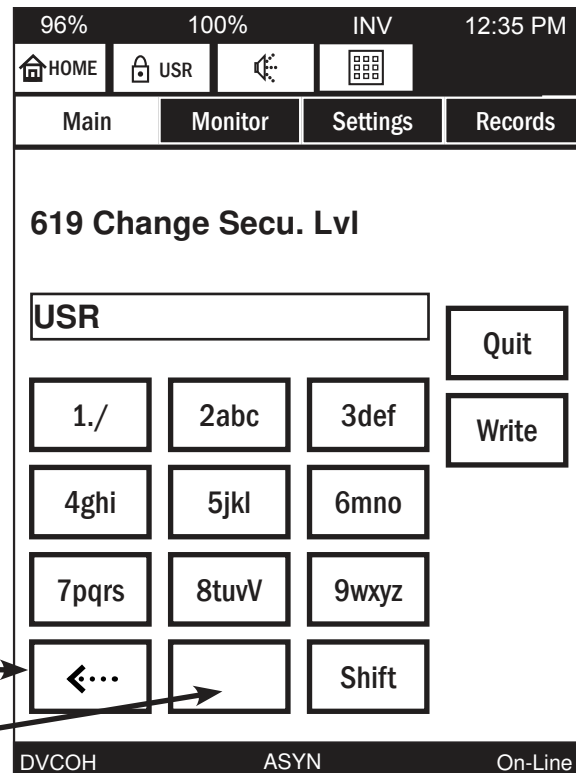 96% 100% INV 12:35 PM
HOME USR
Main Monitor Settings Records
619 Change Secu. Lvl
USR
Quit
1./ 2abc 3def
Write
4ghi 5jkl 6mno
7pqrs 8tuvV 9wxyz
Shift
DVCOH ASYN On-Line